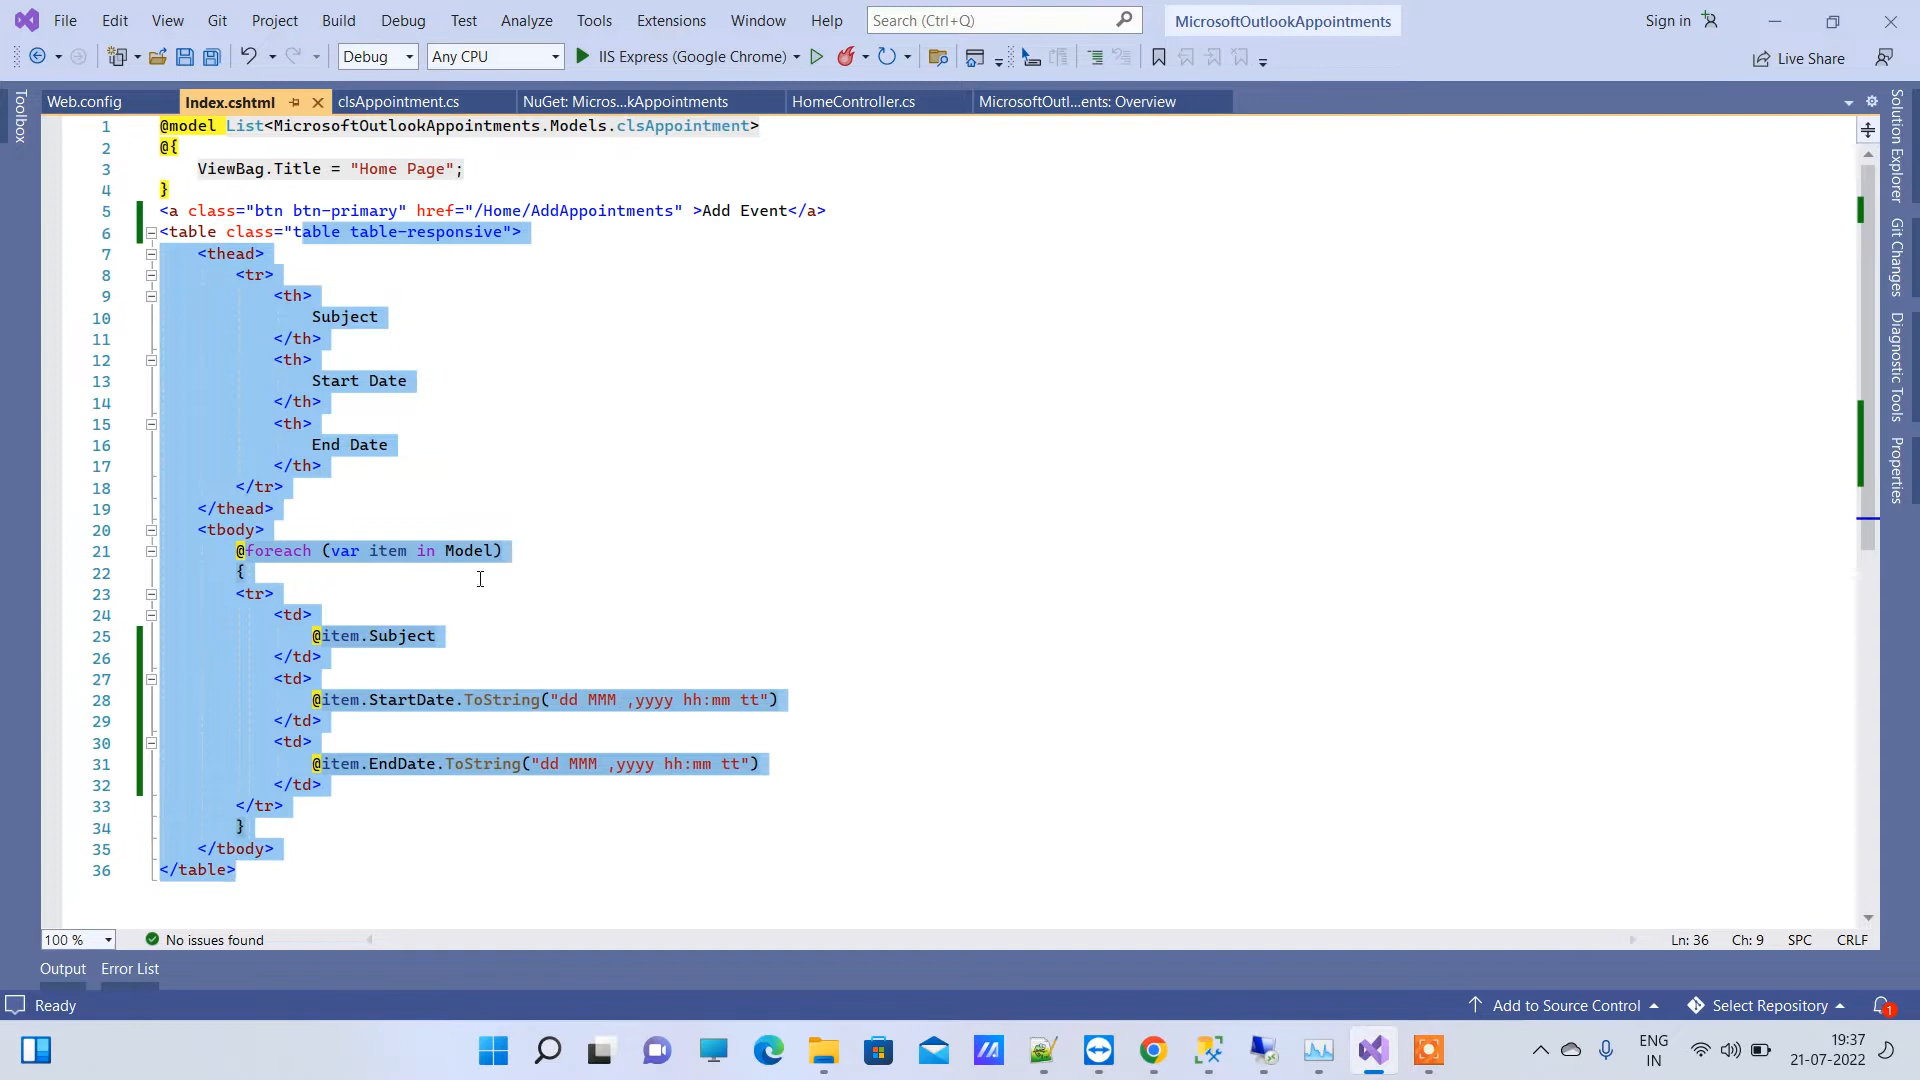 File Edit View Git Project Build Debug Test Analyze Tools Extensions Window Help Search (Ctrl+Q) MicrosoftOutlookAppointments Sign in
Debug Any CPU IIS Express (Google Chrome) Live Share
Web.config Index.cshtml clsAppointment.cs NuGet: Micros...kAppointments HomeController.cs MicrosoftOutl...ents: Overview
Toolbox
Solution Explorer
Git Changes
Diagnostic Tools
Properties
1 @model List<MicrosoftOutlookAppointments.Models.clsAppointment>
2 @{
3 ViewBag.Title = "Home Page";
4 }
5 <a class="btn btn-primary" href="/Home/AddAppointments" >Add Event</a>
6 <table class="table table-responsive">
7 <thead>
8 <tr>
9 <th>
10 Subject
11 </th>
12 <th>
13 Start Date
14 </th>
15 <th>
16 End Date
17 </th>
18 </tr>
19 </thead>
20 <tbody>
21 @foreach (var item in Model)
22 {
23 <tr>
24 <td>
25 @item.Subject
26 </td>
27 <td>
28 @item.StartDate.ToString("dd MMM ,yyyy hh:mm tt")
29 </td>
30 <td>
31 @item.EndDate.ToString("dd MMM ,yyyy hh:mm tt")
32 </td>
33 </tr>
34 }
35 </tbody>
36 </table>
100 % No issues found Ln: 36 Ch: 9 SPC CRLF
Output Error List
Ready Add to Source Control Select Repository 1
ENG IN 19:37 21-07-2022